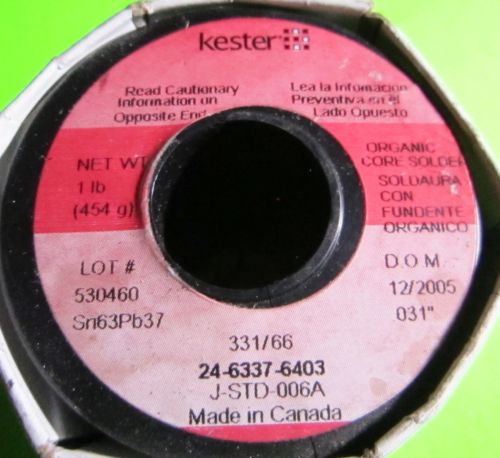 kester
Read Cautionary
Information on
Opposite End
Lea la Infomacion
Preventiva en el
Lado Opuesto
NET WT
1 lb
(454 g)
ORGANIC
CORE SOLDER
SOLDAURA
CON
FUNDENTE
ORGANICO
LOT #
530460
Sn63Pb37
D O M
12/2005
.031"
331/66
24-6337-6403
J-STD-006A
Made in Canada